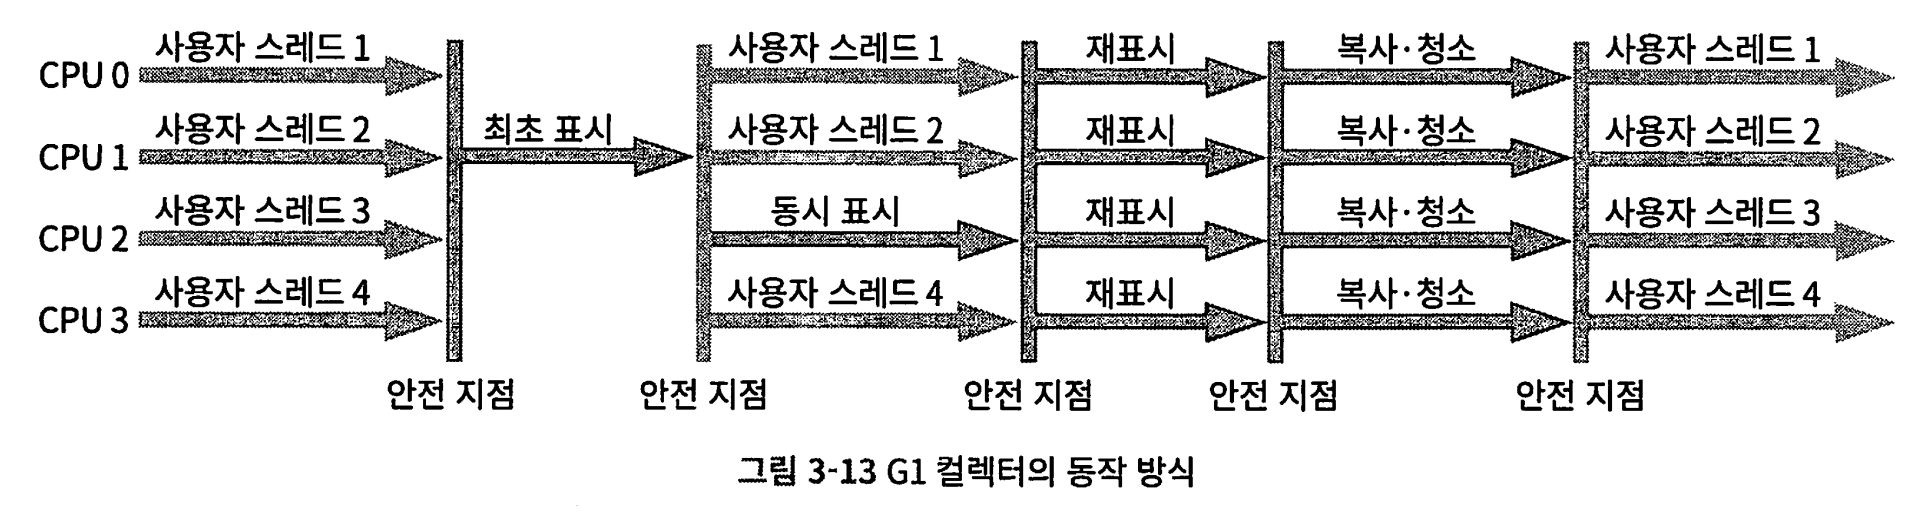 사용자 스레드 1 사용자 스레드 1 재표시 복사·청소 사용자 스레드 1
CPU 0
사용자 스레드 2 최초 표시 사용자 스레드 2 재표시 복사·청소 사용자 스레드 2
CPU 1
사용자 스레드 3 동시 표시 재표시 복사·청소 사용자 스레드 3
CPU 2
사용자 스레드 4 사용자 스레드 4 재표시 복사·청소 사용자 스레드 4
CPU 3
안전 지점 안전 지점 안전 지점 안전 지점 안전 지점
그림 3-13 G1 컬렉터의 동작 방식